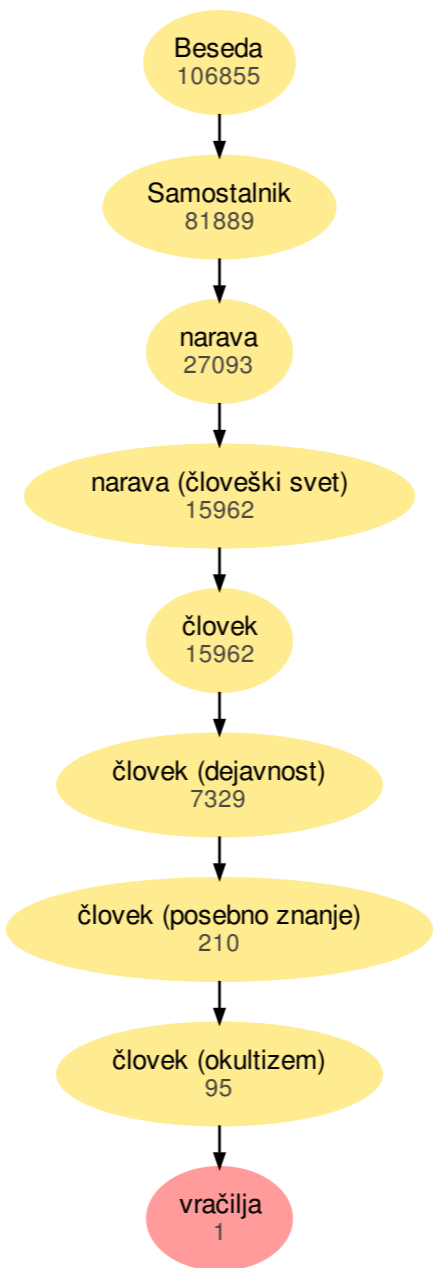 Beseda
106855
Samostalnik
81889
narava
27093
narava (človeški svet)
15962
človek
15962
človek (dejavnost)
7329
človek (posebno znanje)
210
človek (okultizem)
95
vračilja
1